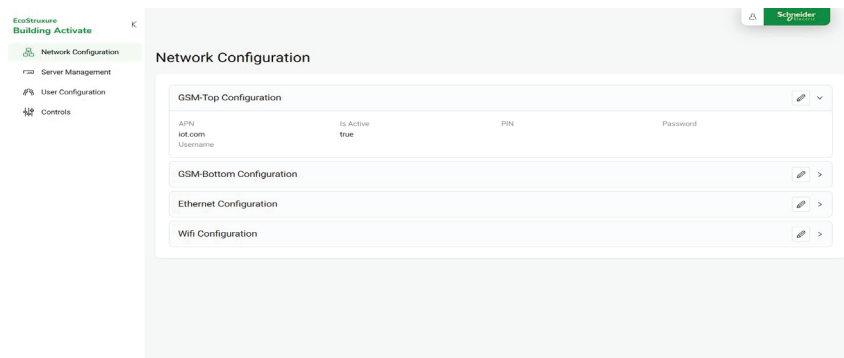 EcoStruxure
Building Activate
Network Configuration
Server Management
User Configuration
Controls
Schneider
Electric
Network Configuration
GSM-Top Configuration
APN Is Active PIN Password
iot.com true
Username
GSM-Bottom Configuration
Ethernet Configuration
Wifi Configuration